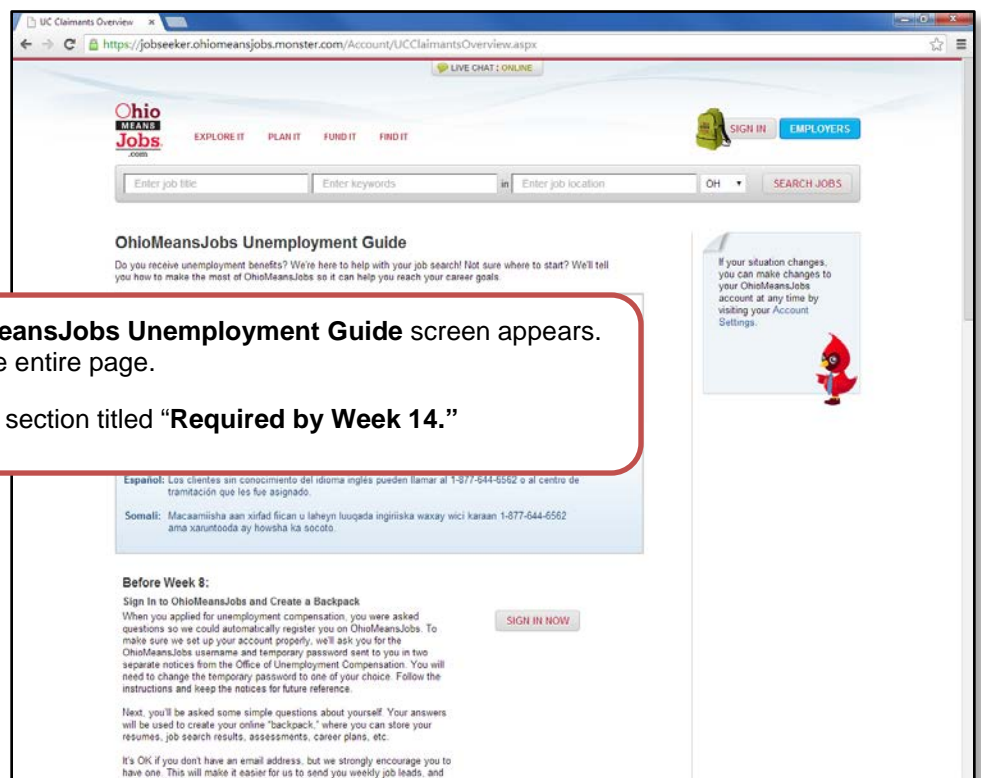 UC Claimants Overview
https://jobseeker.ohiomeansjobs.monster.com/Account/UCClaimantsOverview.aspx
LIVE CHAT : ONLINE
Ohio
MEANS
Jobs
.com
EXPLORE IT PLAN IT FUND IT FIND IT
SIGN IN
EMPLOYERS
Enter job title
Enter keywords
in
Enter job location
OH
SEARCH JOBS
OhioMeansJobs Unemployment Guide
Do you receive unemployment benefits? We're here to help with your job search! Not sure where to start? We'll tell
you how to make the most of OhioMeansJobs so it can help you reach your career goals.
If your situation changes,
you can make changes to
your OhioMeansJobs
account at any time by
visiting your Account
Settings.
eansJobs Unemployment Guide screen appears.
e entire page.
section titled “Required by Week 14.”
Español: Los clientes sin conocimiento del idioma inglés pueden llamar al 1-877-644-6562 o al centro de
tramitación que les fue asignado.
Somali: Macaamiisha aan xirfad fiican u laheyn luuqada ingiriiska waxay wici karaan 1-877-644-6562
ama xaruntooda ay howsha ka socoto.
Before Week 8:
Sign In to OhioMeansJobs and Create a Backpack
When you applied for unemployment compensation, you were asked
questions so we could automatically register you on OhioMeansJobs. To
make sure we set up your account properly, we'll ask you for the
OhioMeansJobs username and temporary password sent to you in two
separate notices from the Office of Unemployment Compensation. You will
need to change the temporary password to one of your choice. Follow the
instructions and keep the notices for future reference.
SIGN IN NOW
Next, you'll be asked some simple questions about yourself. Your answers
will be used to create your online "backpack," where you can store your
resumes, job search results, assessments, career plans, etc.
It's OK if you don't have an email address, but we strongly encourage you to
have one. This will make it easier for us to send you weekly job leads, and